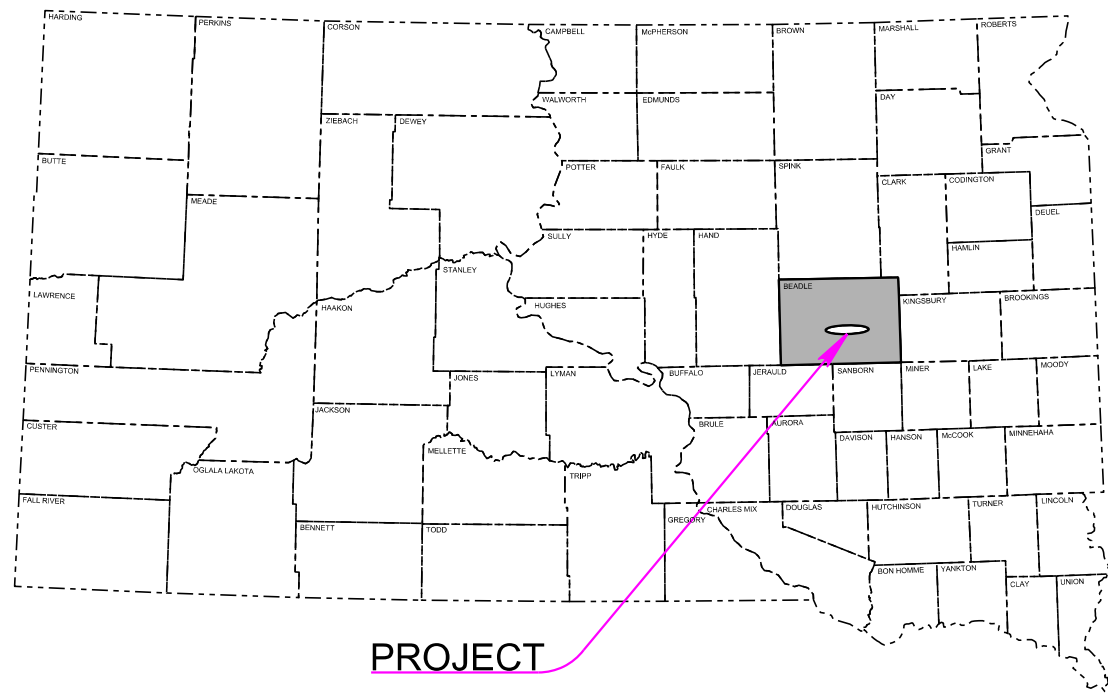 HARDING
PERKINS
CORSON
CAMPBELL
McPHERSON
BROWN
MARSHALL
ROBERTS
WALWORTH
EDMUNDS
DAY
ZIEBACH
DEWEY
GRANT
BUTTE
POTTER
FAULK
SPINK
CLARK
CODINGTON
MEADE
DEUEL
SULLY
HYDE
HAND
HAMLIN
STANLEY
BEADLE
LAWRENCE
HAAKON
HUGHES
KINGSBURY
BROOKINGS
PENNINGTON
JONES
LYMAN
BUFFALO
JERAULD
SANBORN
MINER
LAKE
MOODY
JACKSON
CUSTER
MELLETTE
BRULE
AURORA
DAVISON
HANSON
McCOOK
MINNEHAHA
OGLALA LAKOTA
TRIPP
FALL RIVER
BENNETT
TODD
GREGORY
CHARLES MIX
DOUGLAS
HUTCHINSON
TURNER
LINCOLN
BON HOMME
YANKTON
CLAY
UNION
PROJECT